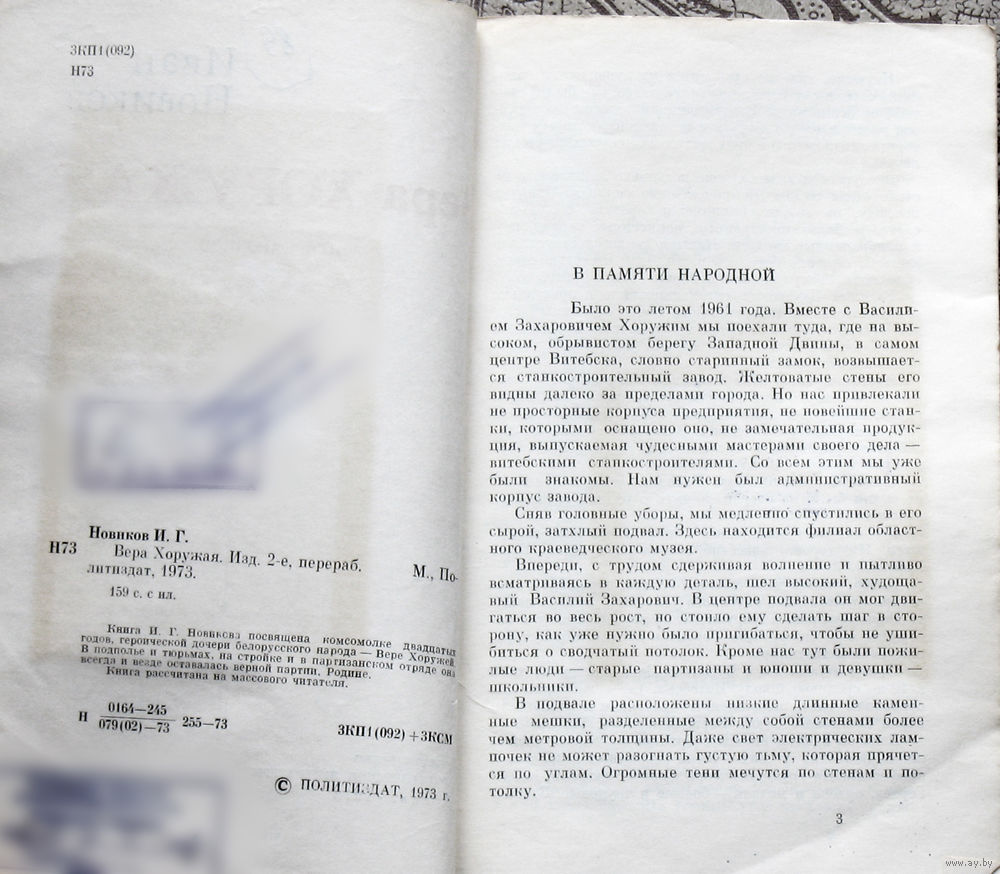 ЗКП1(092)
Н73
Новиков И. Г.
Н73
Вера Хоружая. Изд. 2-е, перераб. М., По-
литиздат, 1973.
159 с. с ил.
Книга И. Г. Новикова посвящена комсомолке двадцатых
годов, героической дочери белорусского народа — Вере Хоружей.
В подполье и тюрьмах, на стройке и в партизанском отряде она
всегда и везде оставалась верной партии, Родине.
Книга рассчитана на массового читателя.
Н 0164—245
079(02)—73 255—73
ЗКП1(092)+ЗКСМ
© ПОЛИТИЗДАТ, 1973 г.
В ПАМЯТИ НАРОДНОЙ
Было это летом 1961 года. Вместе с Васили-
ем Захаровичем Хоружим мы поехали туда, где на вы-
соком, обрывистом берегу Западной Двины, в самом
центре Витебска, словно старинный замок, возвышает-
ся станкостроительный завод. Желтоватые стены его
видны далеко за пределами города. Но нас привлекали
не просторные корпуса предприятия, не новейшие стан-
ки, которыми оснащено оно, не замечательная продук-
ция, выпускаемая чудесными мастерами своего дела —
витебскими станкостроителями. Со всем этим мы уже
были знакомы. Нам нужен был административный
корпус завода.
Сняв головные уборы, мы медленно спустились в его
сырой, затхлый подвал. Здесь находится филиал област-
ного краеведческого музея.
Впереди, с трудом сдерживая волнение и пытливо
всматриваясь в каждую деталь, шел высокий, худоща-
вый Василий Захарович. В центре подвала он мог дви-
гаться во весь рост, но стоило ему сделать шаг в сто-
рону, как уже нужно было пригибаться, чтобы не уши-
биться о сводчатый потолок. Кроме нас тут были пожи-
лые люди — старые партизаны и юноши и девушки —
школьники.
В подвале расположены низкие длинные камен-
ные мешки, разделенные между собой стенами более
чем метровой толщины. Даже свет электрических лам-
почек не может разогнать густую тьму, которая прячет-
ся по углам. Огромные тени мечутся по стенам и по-
толку.
3
www.ay.by